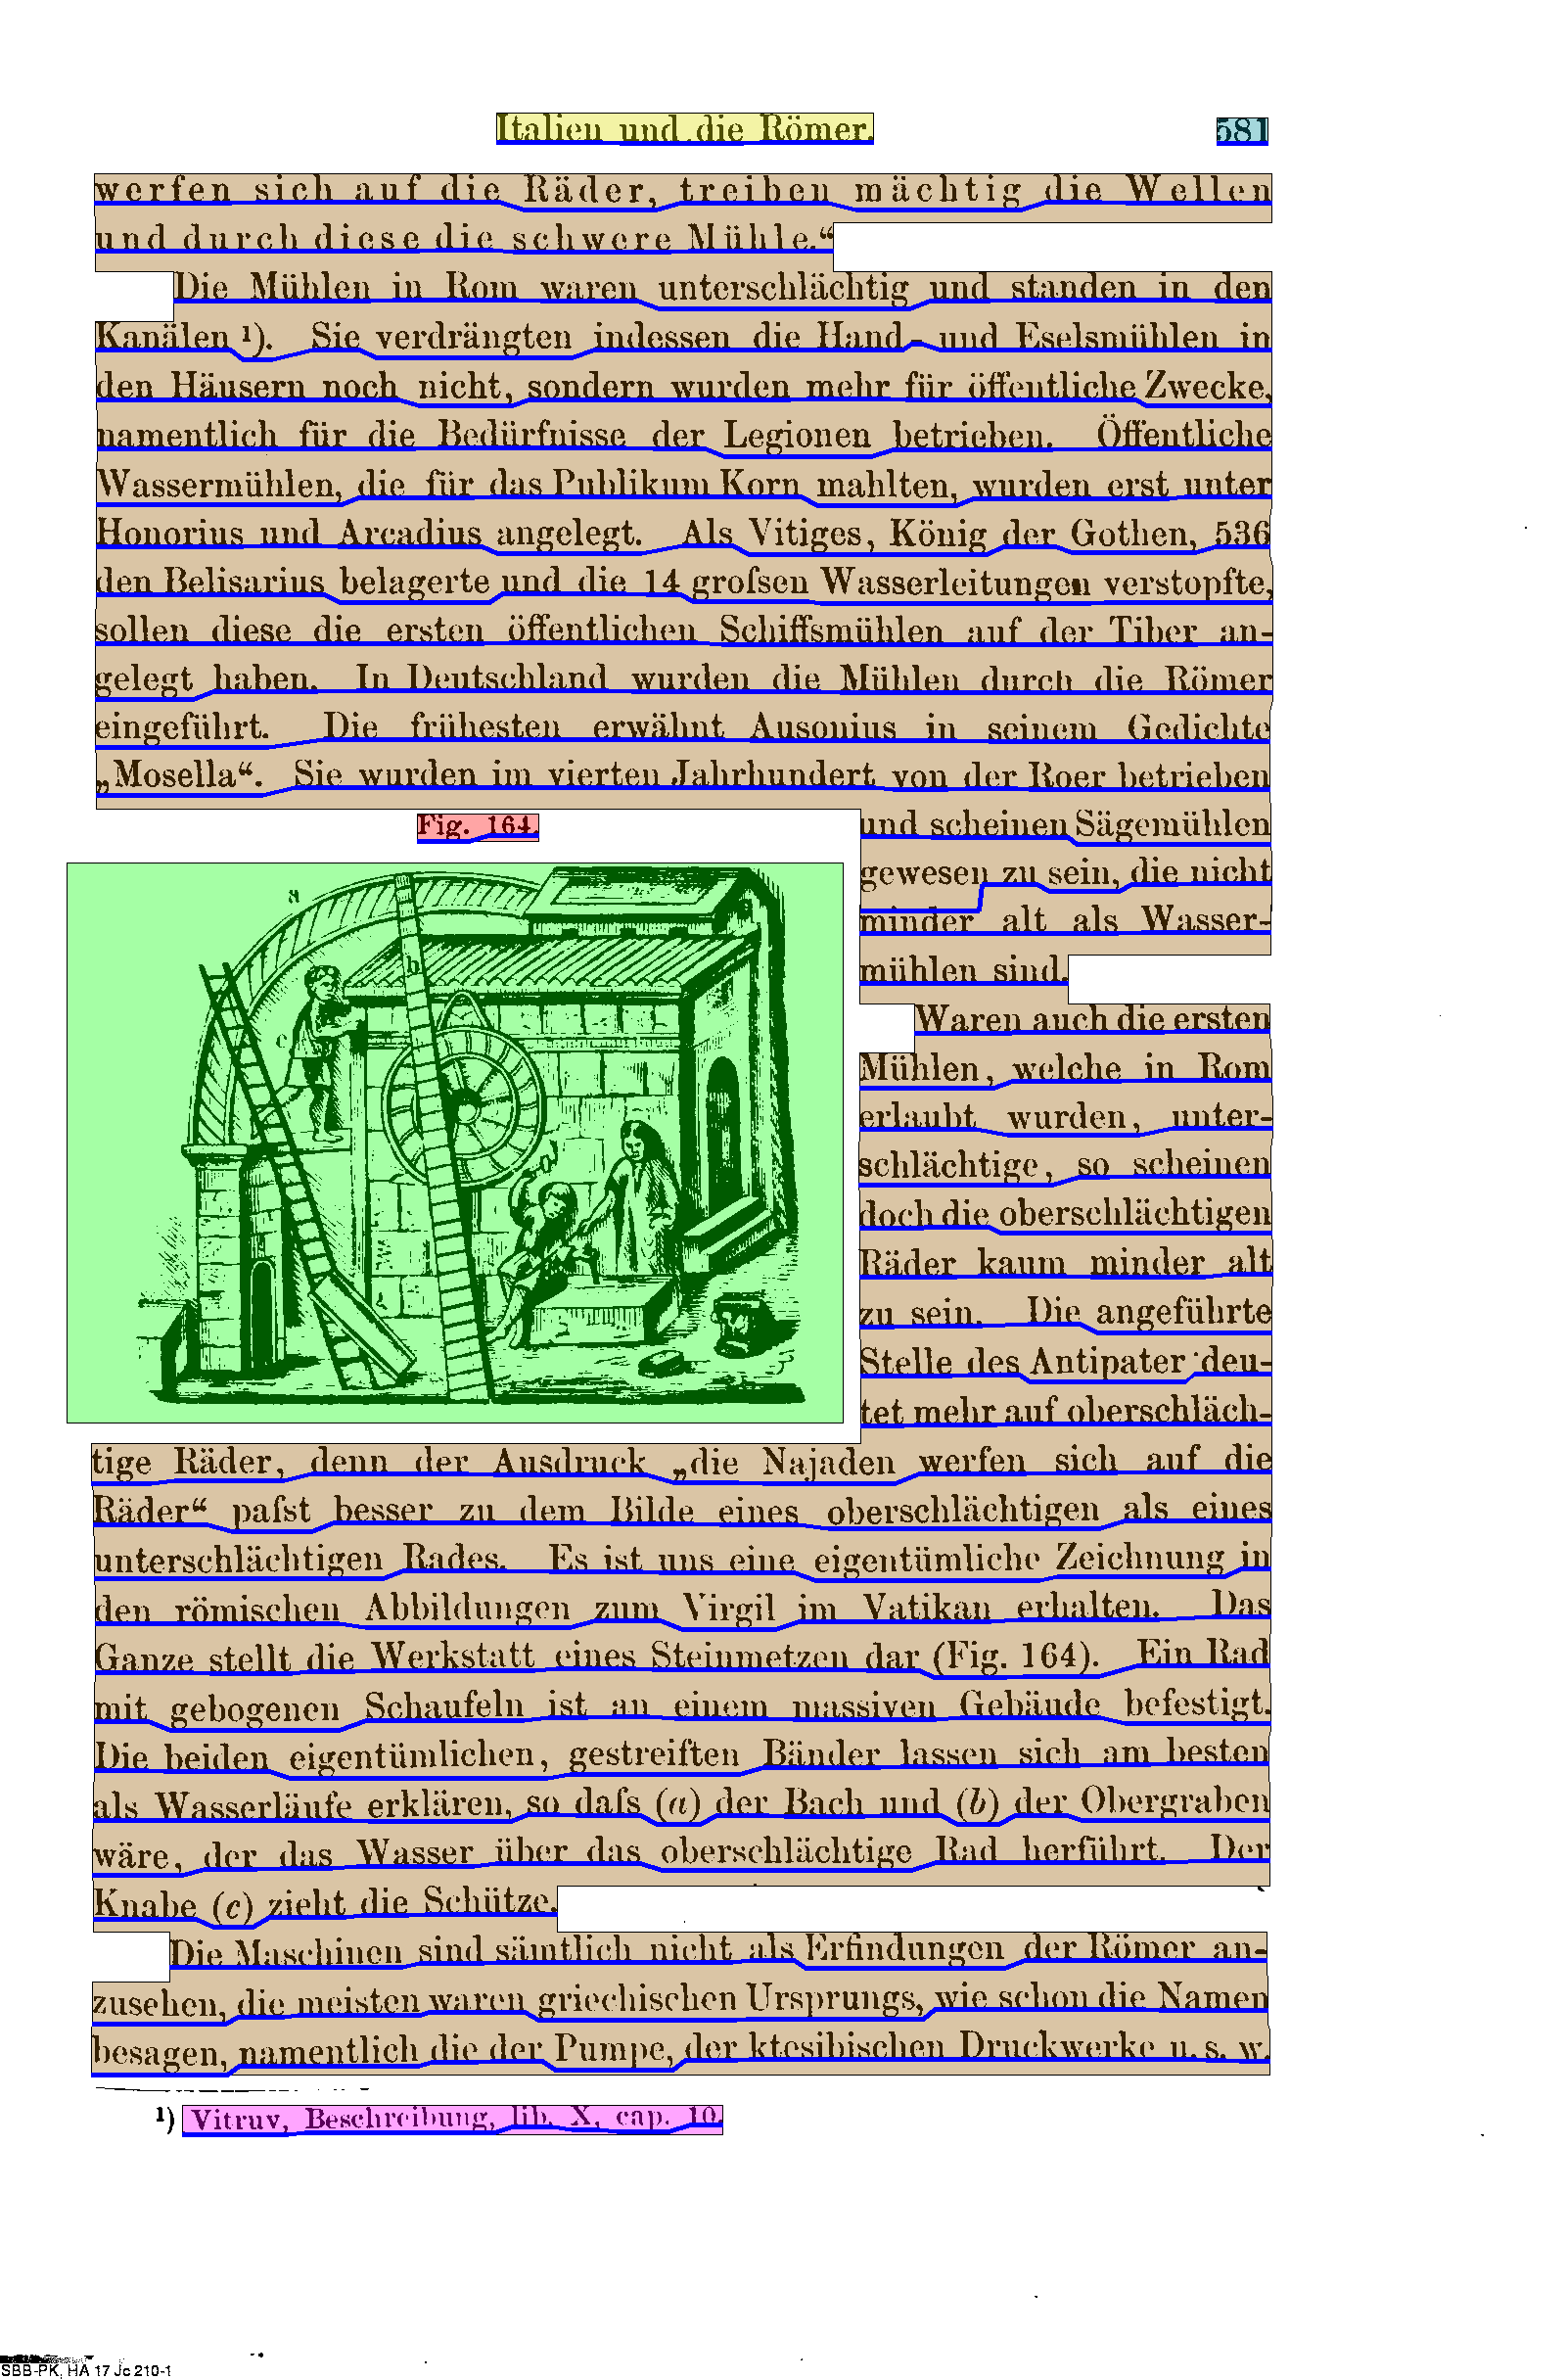 Italien und die Römer.
581
werfen sich auf die Räder, treiben mächtig die Wellen
und durch diese die schwere Mühle.“
Die Mühlen in Rom waren unterschlächtig und standen in den
Kanälen ¹). Sie verdrängten indessen die Hand- und Eselsmühlen in
den Häusern noch nicht, sondern wurden mehr für öffentliche Zwecke,
namentlich für die Bedürfnisse der Legionen betrieben. Öffentliche
Wassermühlen, die für das Publikum Korn mahlten, wurden erst unter
Honorius und Arcadius angelegt. Als Vitiges, König der Gothen, 536
den Belisarius belagerte und die 14 groſsen Wasserleitungen verstopfte,
sollen diese die ersten öffentlichen Schiffsmühlen auf der Tiber an-
gelegt haben. In Deutschland wurden die Mühlen durch die Römer
eingeführt. Die frühesten erwähnt Ausonius in seinem Gedichte
„Mosella“. Sie wurden im vierten Jahrhundert von der Roer betrieben
Fig. 164.
a
b
c
und scheinen Sägemühlen
gewesen zu sein, die nicht
minder alt als Wasser-
mühlen sind.
Waren auch die ersten
Mühlen, welche in Rom
erlaubt wurden, unter-
schlächtige, so scheinen
doch die oberschlächtigen
Räder kaum minder alt
zu sein. Die angeführte
Stelle des Antipater deu-
tet mehr auf oberschläch-
tige Räder, denn der Ausdruck „die Najaden werfen sich auf die
Räder“ paſst besser zu dem Bilde eines oberschlächtigen als eines
unterschlächtigen Rades. Es ist uns eine eigentümliche Zeichnung in
den römischen Abbildungen zum Virgil im Vatikan erhalten. Das
Ganze stellt die Werkstatt eines Steinmetzen dar (Fig. 164). Ein Rad
mit gebogenen Schaufeln ist an einem massiven Gebäude befestigt.
Die beiden eigentümlichen, gestreiften Bänder lassen sich am besten
als Wasserläufe erklären, so daſs (a) der Bach und (b) der Obergraben
wäre, der das Wasser über das oberschlächtige Rad herführt. Der
Knabe (c) zieht die Schütze.
Die Maschinen sind sämtlich nicht als Erfindungen der Römer an-
zusehen, die meisten waren griechischen Ursprungs, wie schon die Namen
besagen, namentlich die der Pumpe, der ktesibischen Druckwerke u. s. w.
¹) Vitruv, Beschreibung, lib. X, cap. 10.
SBB-PK, HA 17 Jc 210-1